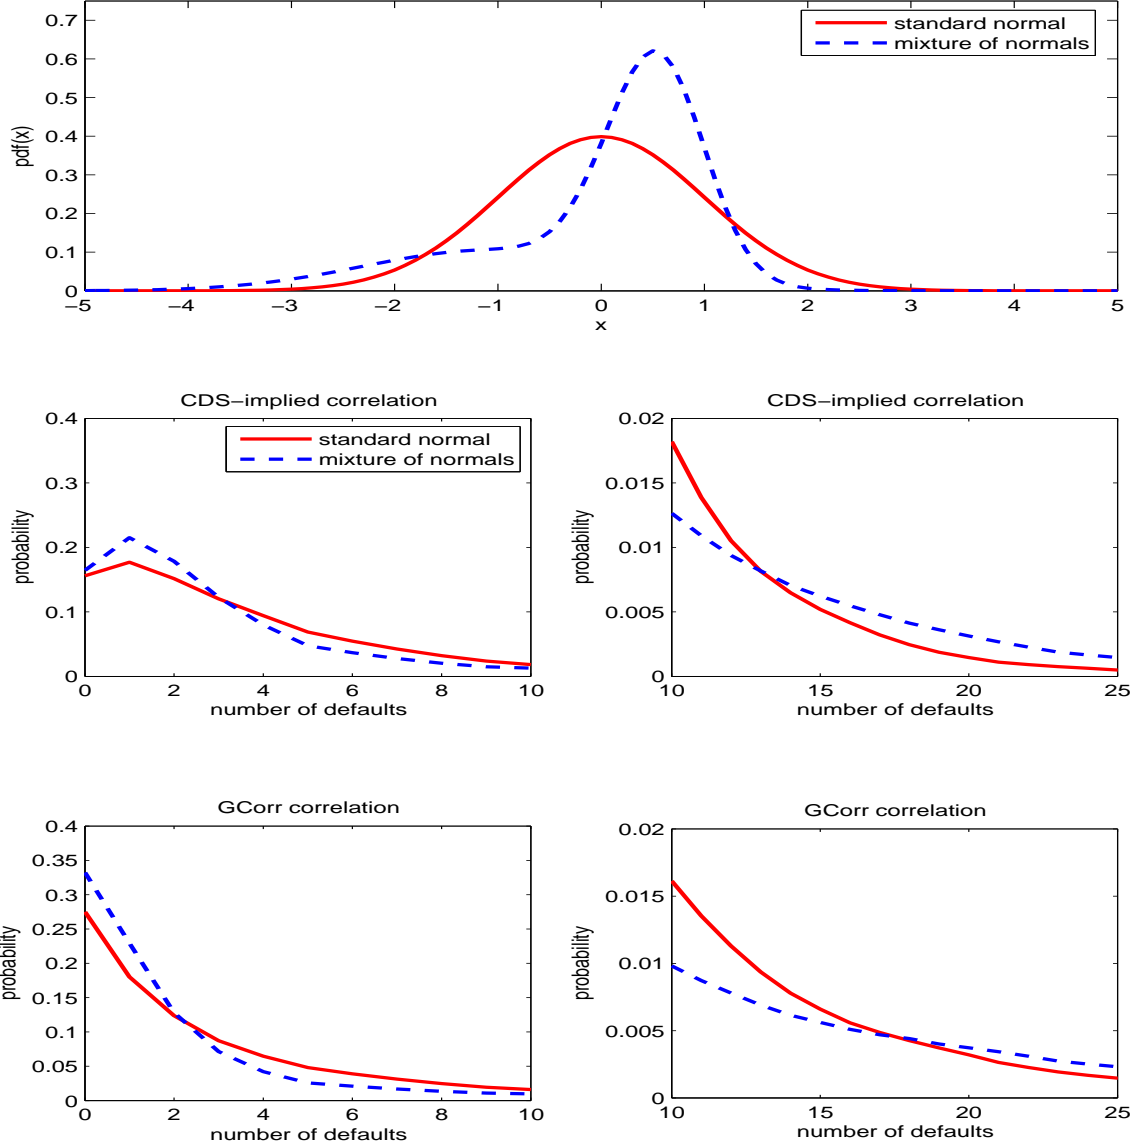 0.7
0.6
0.5
0.4
0.3
0.2
0.1
0
pdf(x)
standard normal
mixture of normals
−5 −4 −3 −2 −1 0 1 2 3 4 5
x
CDS−implied correlation
0.4
0.3
0.2
0.1
0
probability
standard normal
mixture of normals
0 2 4 6 8 10
number of defaults
CDS−implied correlation
0.02
0.015
0.01
0.005
0
probability
10 15 20 25
number of defaults
GCorr correlation
0.4
0.35
0.3
0.25
0.2
0.15
0.1
0.05
0
probability
0 2 4 6 8 10
number of defaults
GCorr correlation
0.02
0.015
0.01
0.005
0
probability
10 15 20 25
number of defaults